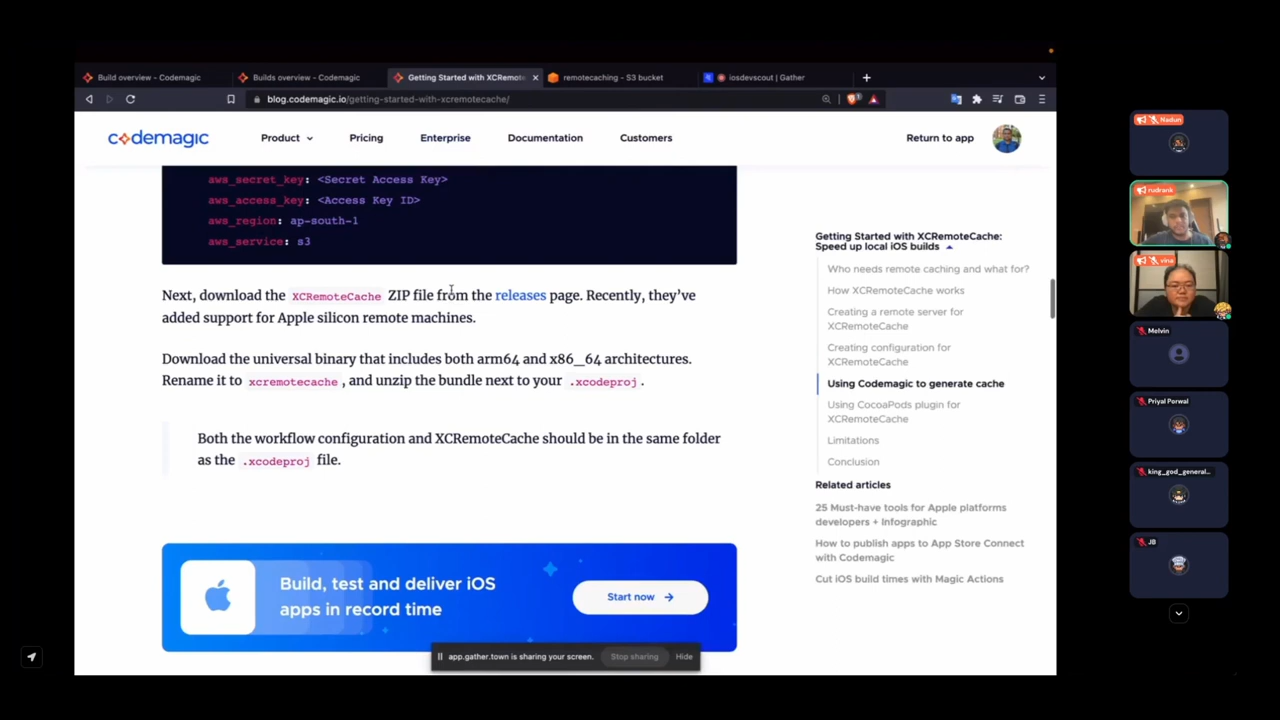 Build overview - Codemagic
Builds overview - Codemagic
Getting Started with XCRemote
remotecaching - S3 bucket
iosdevscout | Gather
blog.codemagic.io/getting-started-with-xcremotecache/
codemagic
Product
Pricing
Enterprise
Documentation
Customers
Return to app
aws_secret_key: <Secret Access Key>
aws_access_key: <Access Key ID>
aws_region: ap-south-1
aws_service: s3
Next, download the XCRemoteCache ZIP file from the releases page. Recently, they've
added support for Apple silicon remote machines.
Download the universal binary that includes both arm64 and x86_64 architectures.
Rename it to xcremotecache, and unzip the bundle next to your .xcodeproj.
Both the workflow configuration and XCRemoteCache should be in the same folder
as the .xcodeproj file.
Build, test and deliver iOS
apps in record time
Start now
app.gather.town is sharing your screen.
Stop sharing
Hide
Getting Started with XCRemoteCache:
Speed up local iOS builds
Who needs remote caching and what for?
How XCRemoteCache works
Creating a remote server for
XCRemoteCache
Creating configuration for
XCRemoteCache
Using Codemagic to generate cache
Using CocoaPods plugin for
XCRemoteCache
Limitations
Conclusion
Related articles
25 Must-have tools for Apple platforms
developers + Infographic
How to publish apps to App Store Connect
with Codemagic
Cut iOS build times with Magic Actions
Nadun
rudrank
vina
Melvin
Priyal Porwal
king_god_general...
JB